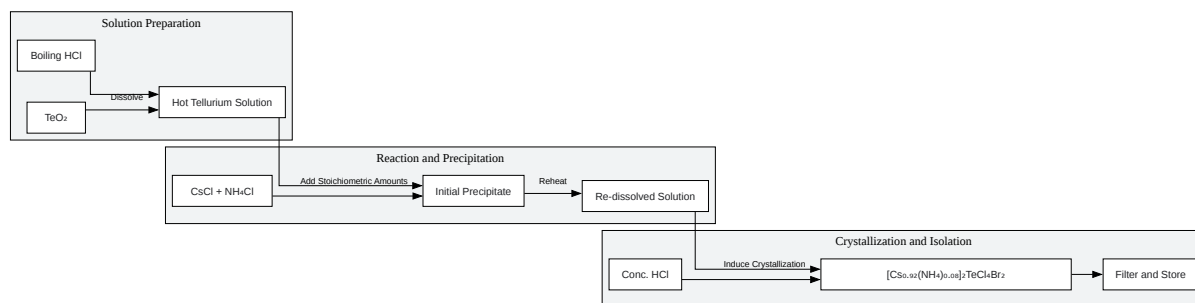 Solution Preparation
Boiling HCl
Dissolve
TeO₂
Hot Tellurium Solution
Reaction and Precipitation
CsCl + NH₄Cl
Add Stoichiometric Amounts
Initial Precipitate
Reheat
Re-dissolved Solution
Crystallization and Isolation
Conc. HCl
Induce Crystallization
[Cs₀.₉₂(NH₄)₀.₀₈]₂TeCl₄Br₂
Filter and Store